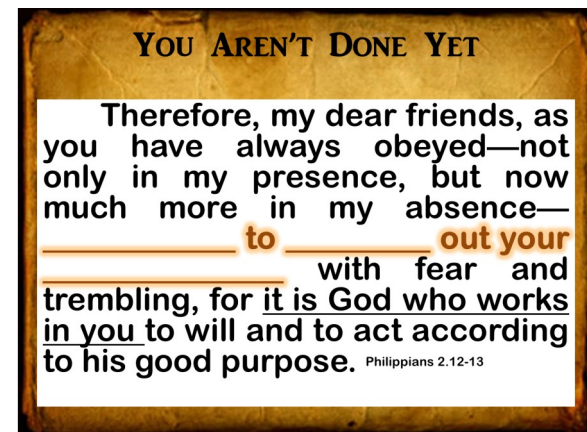 You Aren't Done Yet
Therefore, my dear friends, as
you have always obeyed—not
only in my presence, but now
much more in my absence—
______________ to ___________ out your
__________________ with fear and
trembling, for it is God who works
in you to will and to act according
to his good purpose. Philippians 2.12-13